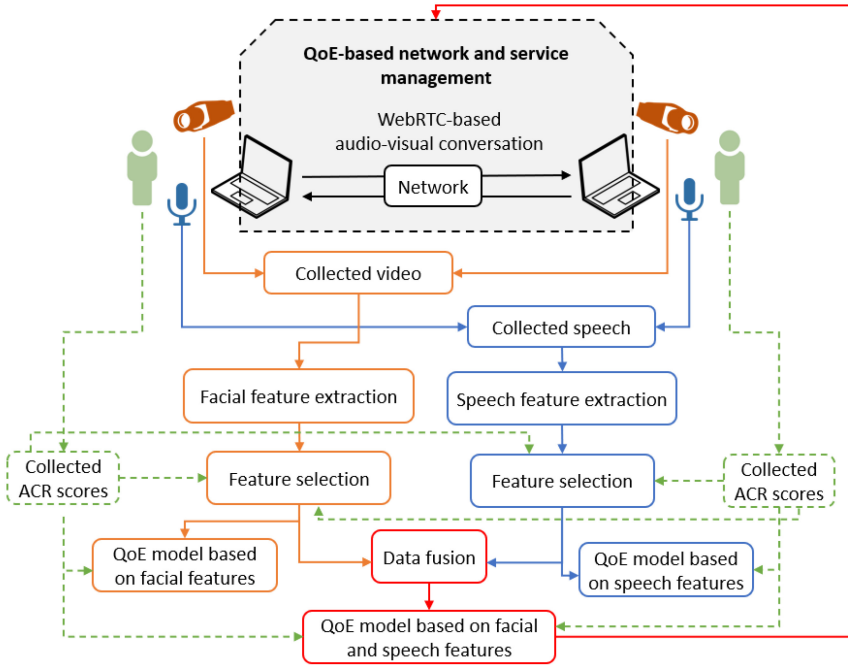 QoE-based network and service
management
WebRTC-based
audio-visual conversation
Network
Collected video
Collected speech
Facial feature extraction
Speech feature extraction
Collected
ACR scores
Feature selection
Feature selection
Collected
ACR scores
QoE model based
on facial features
Data fusion
QoE model based
on speech features
QoE model based on facial
and speech features